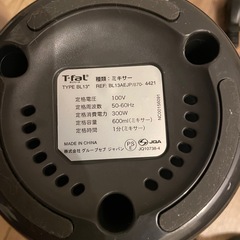 T-fal 種類:ミキサー
TYPE BL13* REF: BL13AEJP/870- 4421
定格電圧 100V
定格周波数 50-60Hz
定格消費電力 300W
定格容量 600ml(ミキサー)
定格時間 1分(ミキサー)
MADE IN CHINA
PS E JQA
JQ10738-4
株式会社 グループセブ ジャパン